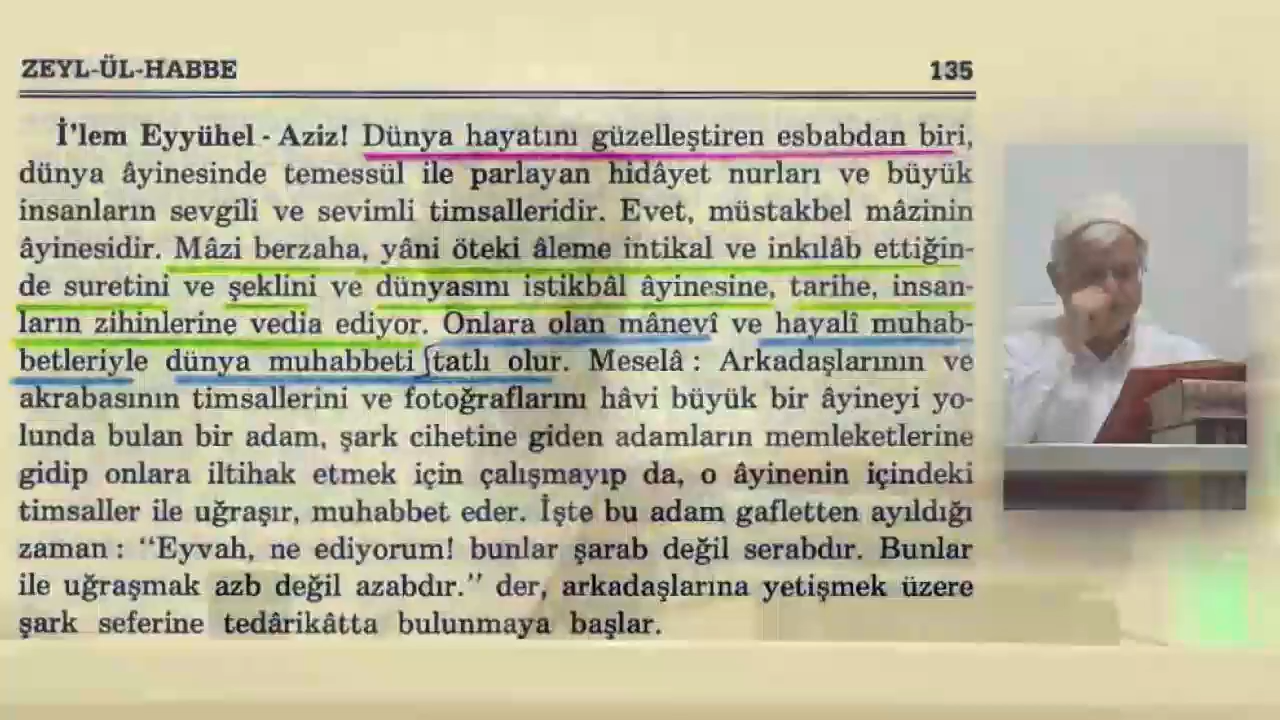 ZEYL-ÜL-HABBE 135
İ'lem Eyyühel - Aziz! Dünya hayatını güzelleştiren esbabdan biri,
dünya âyinesinde temessül ile parlayan hidâyet nurları ve büyük
insanların sevgili ve sevimli timsalleridir. Evet, müstakbel mâzinin
âyinesidir. Mâzi berzaha, yâni öteki âleme intikal ve inkılâb ettiğin-
de suretini ve şeklini ve dünyasını istikbâl âyinesine, tarihe, insan-
ların zihinlerine vedia ediyor. Onlara olan mânevî ve hayalî muhab-
betleriyle dünya muhabbeti tatlı olur. Meselâ : Arkadaşlarının ve
akrabasının timsallerini ve fotoğraflarını hâvi büyük bir âyineyi yo-
lunda bulan bir adam, şark cihetine giden adamların memleketlerine
gidip onlara iltihak etmek için çalışmayıp da, o âyinenin içindeki
timsaller ile uğraşır, muhabbet eder. İşte bu adam gafletten ayıldığı
zaman : “Eyvah, ne ediyorum! bunlar şarab değil serabdır. Bunlar
ile uğraşmak azb değil azabdır.” der, arkadaşlarına yetişmek üzere
şark seferine tedârikâtta bulunmaya başlar.